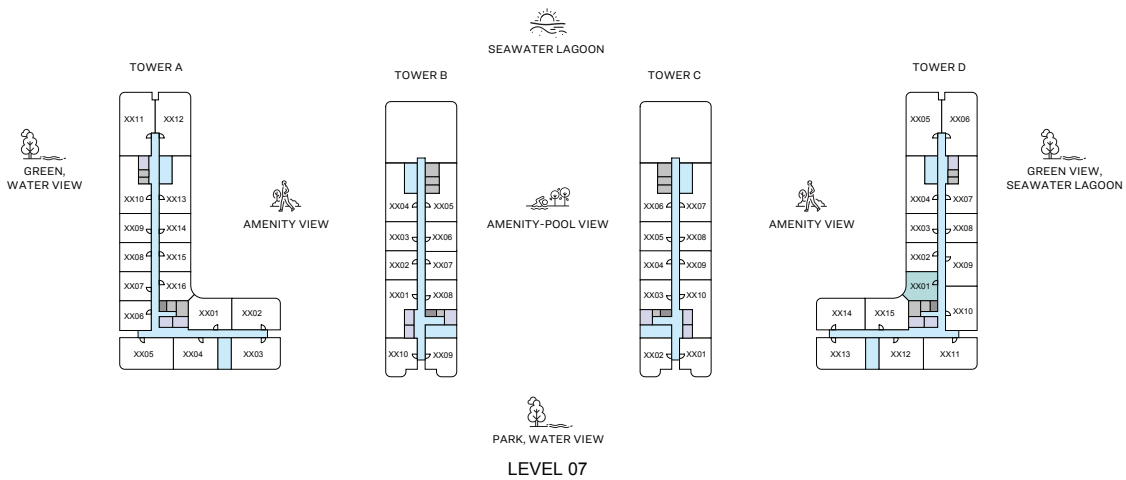 SEAWATER LAGOON
TOWER A
TOWER B
TOWER C
TOWER D
XX11 XX12
XX10 XX13
XX09 XX14
XX08 XX15
XX07 XX16
XX06 XX01 XX02
XX05 XX04 XX03
XX04 XX05
XX03 XX06
XX02 XX07
XX01 XX08
XX10 XX09
XX06 XX07
XX05 XX08
XX04 XX09
XX03 XX10
XX02 XX01
XX05 XX06
XX04 XX07
XX03 XX08
XX02 XX09
XX01
XX14 XX15 XX10
XX13 XX12 XX11
GREEN,
WATER VIEW
AMENITY VIEW
AMENITY-POOL VIEW
AMENITY VIEW
GREEN VIEW,
SEAWATER LAGOON
PARK, WATER VIEW
LEVEL 07